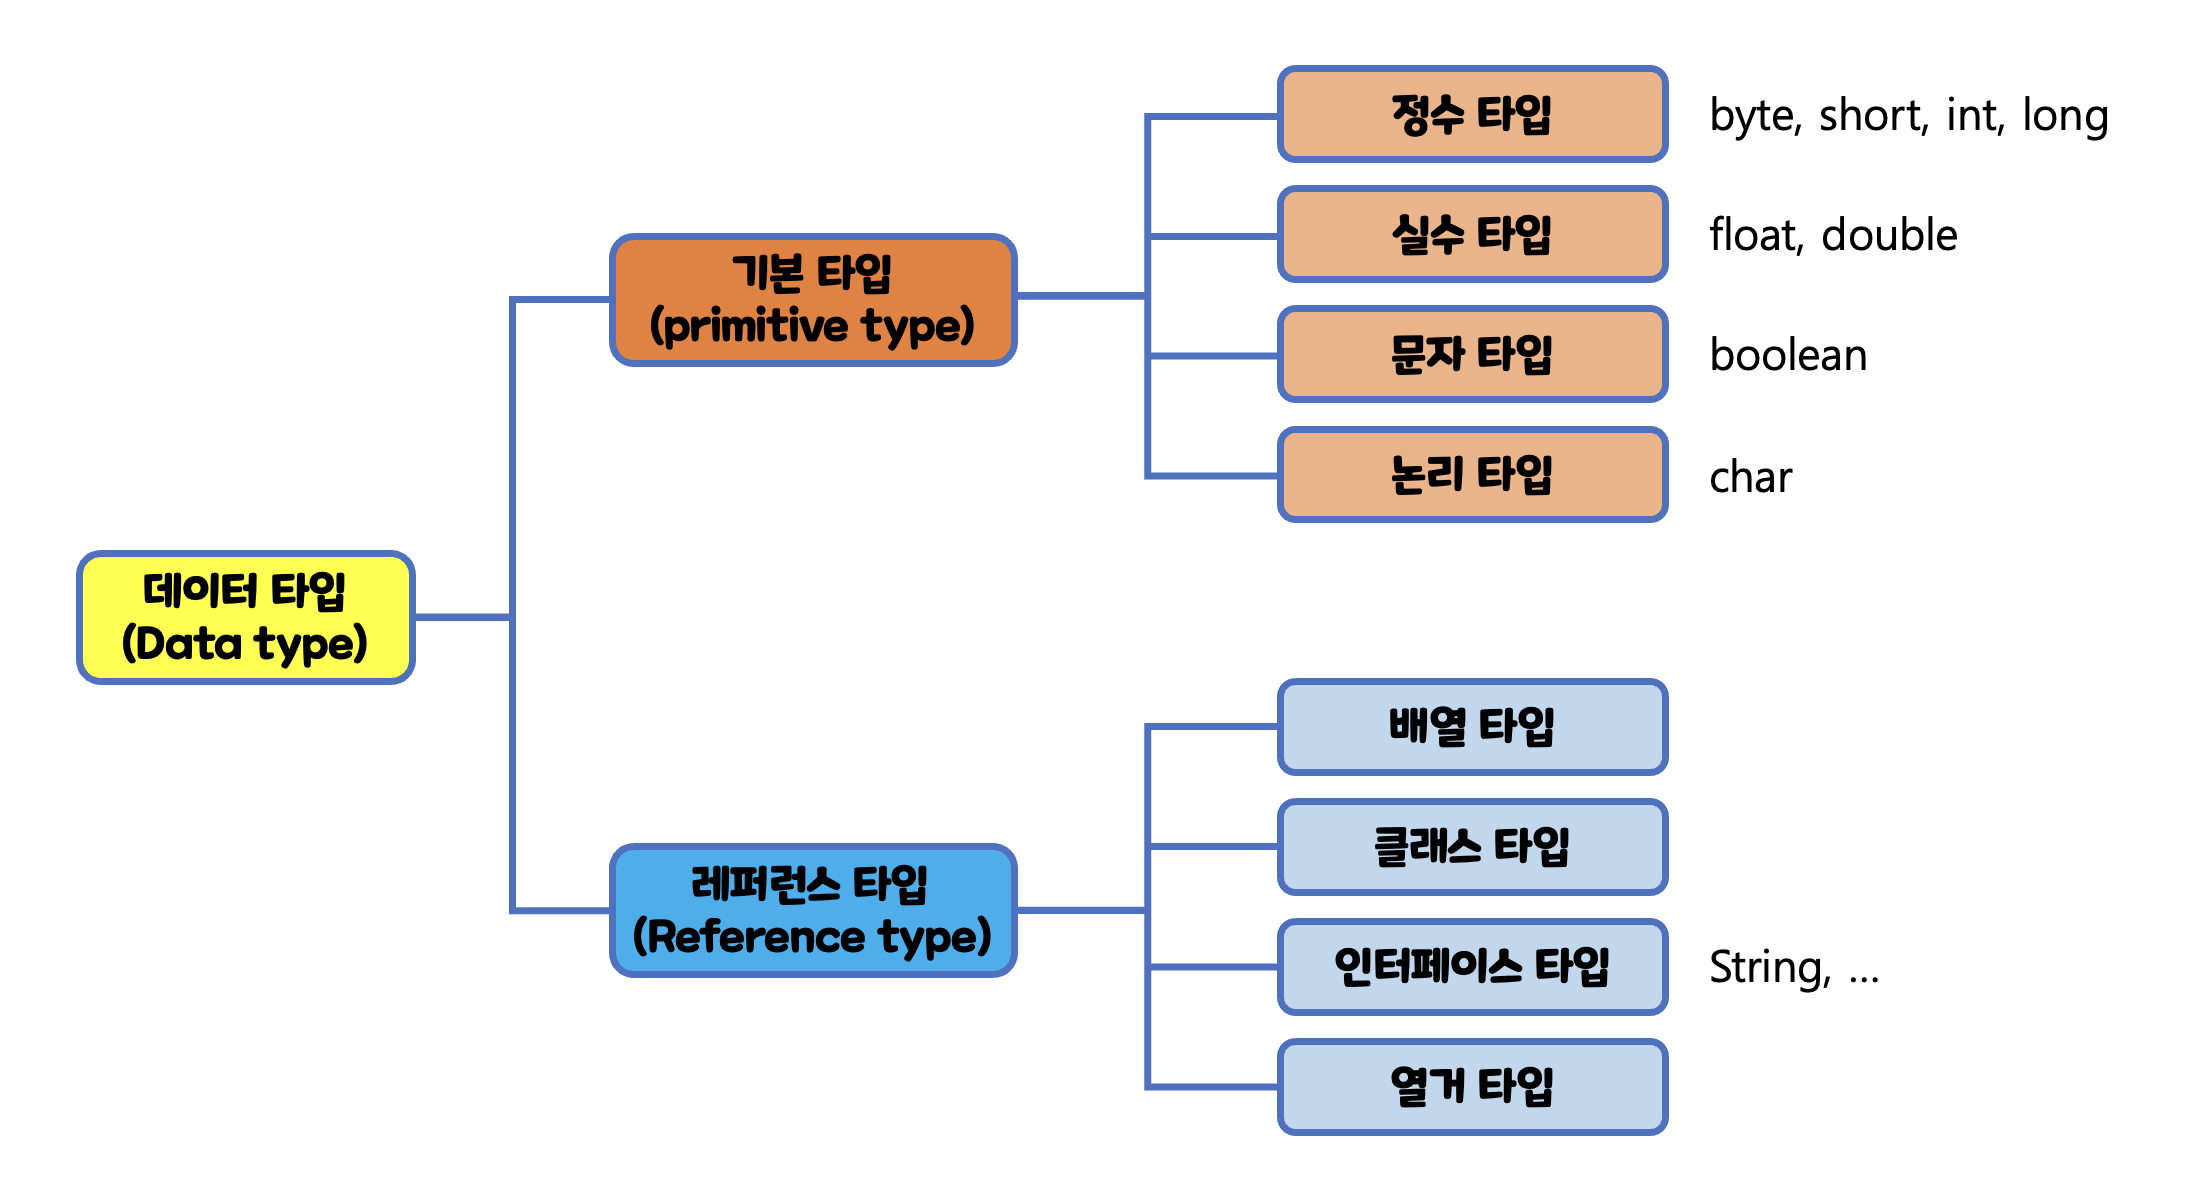 데이터 타입
(Data type)
기본 타입
(primitive type)
정수 타입
byte, short, int, long
실수 타입
float, double
문자 타입
boolean
논리 타입
char
레퍼런스 타입
(Reference type)
배열 타입
클래스 타입
인터페이스 타입
String, ...
열거 타입